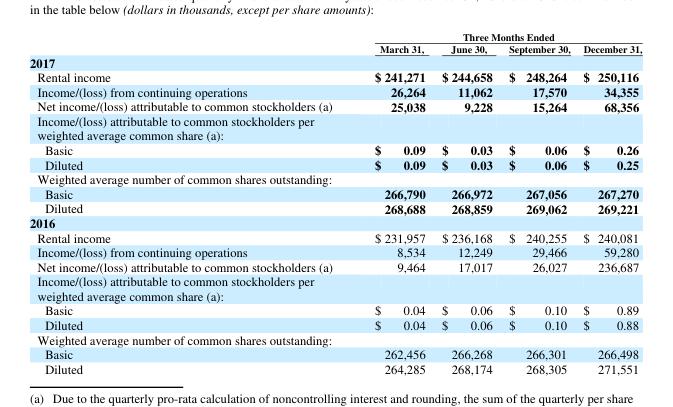 in the table below (dollars in thousands, except per share amounts):
Three Months Ended
March 31, June 30, September 30, December 31,
2017
Rental income $ 241,271 $ 244,658 $ 248,264 $ 250,116
Income/(loss) from continuing operations 26,264 11,062 17,570 34,355
Net income/(loss) attributable to common stockholders (a) 25,038 9,228 15,264 68,356
Income/(loss) attributable to common stockholders per
weighted average common share (a):
Basic $ 0.09 $ 0.03 $ 0.06 $ 0.26
Diluted $ 0.09 $ 0.03 $ 0.06 $ 0.25
Weighted average number of common shares outstanding:
Basic 266,790 266,972 267,056 267,270
Diluted 268,688 268,859 269,062 269,221
2016
Rental income $ 231,957 $ 236,168 $ 240,255 $ 240,081
Income/(loss) from continuing operations 8,534 12,249 29,466 59,280
Net income/(loss) attributable to common stockholders (a) 9,464 17,017 26,027 236,687
Income/(loss) attributable to common stockholders per
weighted average common share (a):
Basic $ 0.04 $ 0.06 $ 0.10 $ 0.89
Diluted $ 0.04 $ 0.06 $ 0.10 $ 0.88
Weighted average number of common shares outstanding:
Basic 262,456 266,268 266,301 266,498
Diluted 264,285 268,174 268,305 271,551
(a) Due to the quarterly pro-rata calculation of noncontrolling interest and rounding, the sum of the quarterly per share